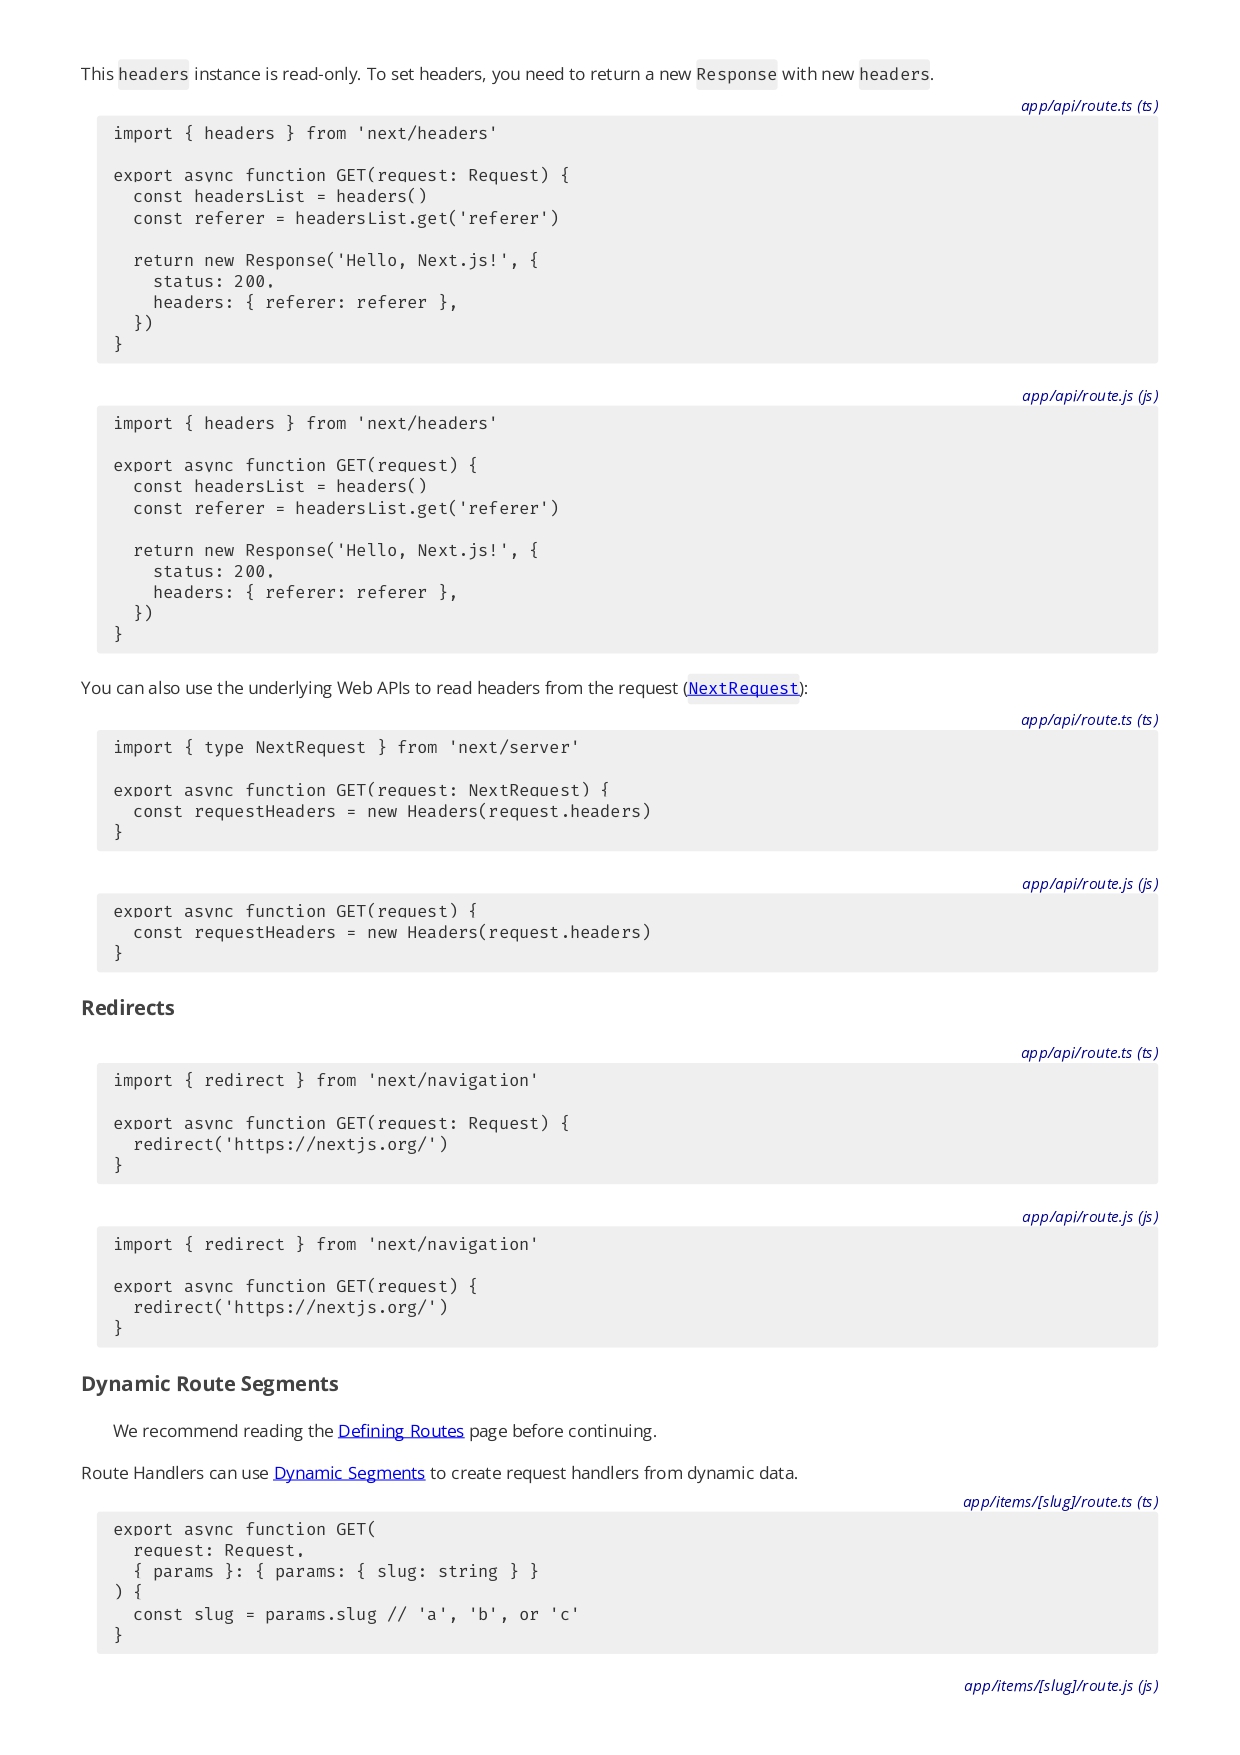 This headers instance is read-only. To set headers, you need to return a new Response with new headers.
app/api/route.ts (ts)
import { headers } from 'next/headers'
export async function GET(request: Request) {
  const headersList = headers()
  const referer = headersList.get('referer')
  return new Response('Hello, Next.js!', {
    status: 200,
    headers: { referer: referer },
  })
}
app/api/route.js (js)
import { headers } from 'next/headers'
export async function GET(request) {
  const headersList = headers()
  const referer = headersList.get('referer')
  return new Response('Hello, Next.js!', {
    status: 200,
    headers: { referer: referer },
  })
}
You can also use the underlying Web APIs to read headers from the request (NextRequest):
app/api/route.ts (ts)
import { type NextRequest } from 'next/server'
export async function GET(request: NextRequest) {
  const requestHeaders = new Headers(request.headers)
}
app/api/route.js (js)
export async function GET(request) {
  const requestHeaders = new Headers(request.headers)
}
Redirects
app/api/route.ts (ts)
import { redirect } from 'next/navigation'
export async function GET(request: Request) {
  redirect('https://nextjs.org/')
}
app/api/route.js (js)
import { redirect } from 'next/navigation'
export async function GET(request) {
  redirect('https://nextjs.org/')
}
Dynamic Route Segments
We recommend reading the Defining Routes page before continuing.
Route Handlers can use Dynamic Segments to create request handlers from dynamic data.
app/items/[slug]/route.ts (ts)
export async function GET(
  request: Request,
  { params }: { params: { slug: string } }
) {
  const slug = params.slug // 'a', 'b', or 'c'
}
app/items/[slug]/route.js (js)